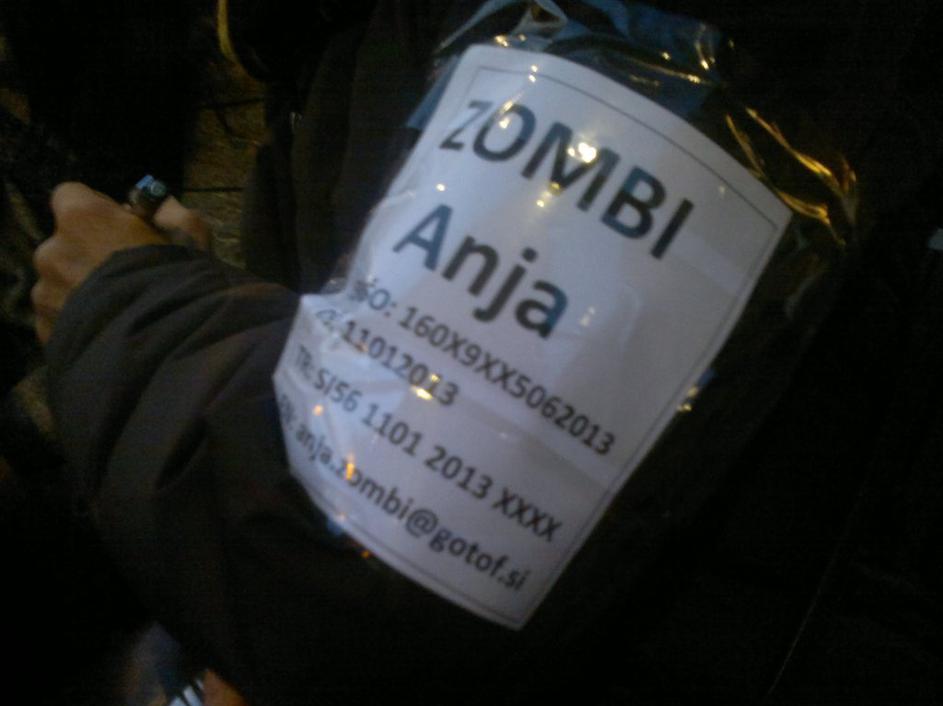 ZOMBI
Anja
160X9XX5062013
11012013
TR: SI56 1101 2013 XXXX
anja.zombi@gotof.si